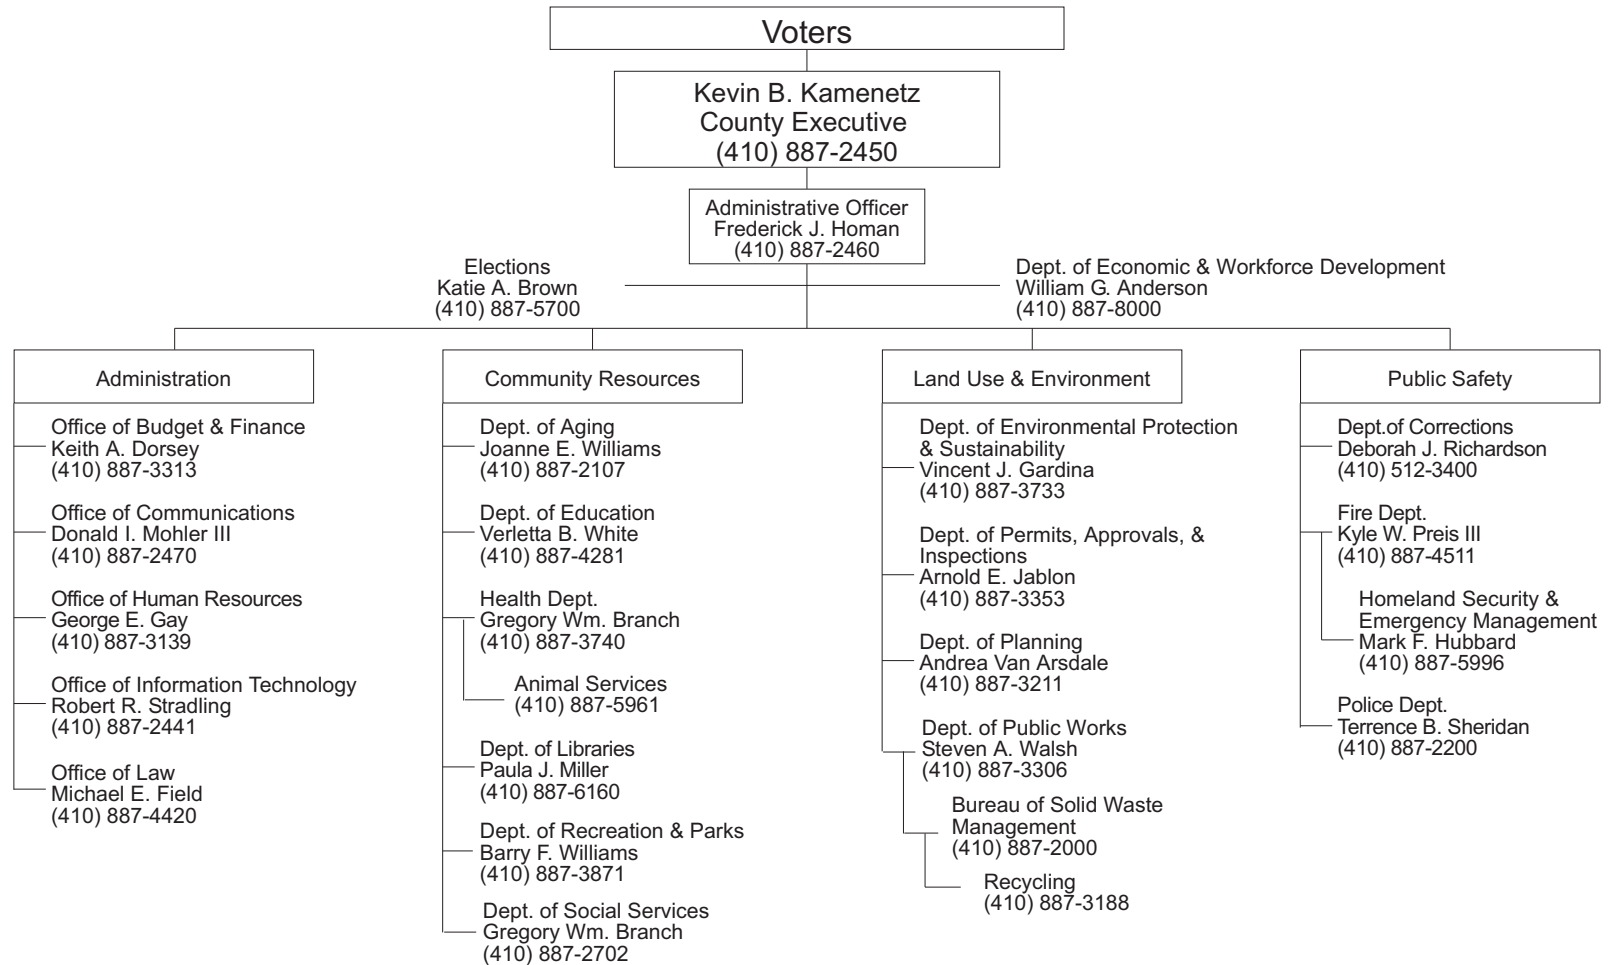 Voters
Kevin B. Kamenetz
County Executive
(410) 887-2450
Administrative Officer
Frederick J. Homan
(410) 887-2460
Elections
Katie A. Brown
(410) 887-5700
Dept. of Economic & Workforce Development
William G. Anderson
(410) 887-8000
Administration
Office of Budget & Finance
Keith A. Dorsey
(410) 887-3313
Office of Communications
Donald I. Mohler III
(410) 887-2470
Office of Human Resources
George E. Gay
(410) 887-3139
Office of Information Technology
Robert R. Stradling
(410) 887-2441
Office of Law
Michael E. Field
(410) 887-4420
Community Resources
Dept. of Aging
Joanne E. Williams
(410) 887-2107
Dept. of Education
Verletta B. White
(410) 887-4281
Health Dept.
Gregory Wm. Branch
(410) 887-3740
Animal Services
(410) 887-5961
Dept. of Libraries
Paula J. Miller
(410) 887-6160
Dept. of Recreation & Parks
Barry F. Williams
(410) 887-3871
Dept. of Social Services
Gregory Wm. Branch
(410) 887-2702
Land Use & Environment
Dept. of Environmental Protection
& Sustainability
Vincent J. Gardina
(410) 887-3733
Dept. of Permits, Approvals, &
Inspections
Arnold E. Jablon
(410) 887-3353
Dept. of Planning
Andrea Van Arsdale
(410) 887-3211
Dept. of Public Works
Steven A. Walsh
(410) 887-3306
Bureau of Solid Waste
Management
(410) 887-2000
Recycling
(410) 887-3188
Public Safety
Dept.of Corrections
Deborah J. Richardson
(410) 512-3400
Fire Dept.
Kyle W. Preis III
(410) 887-4511
Homeland Security &
Emergency Management
Mark F. Hubbard
(410) 887-5996
Police Dept.
Terrence B. Sheridan
(410) 887-2200